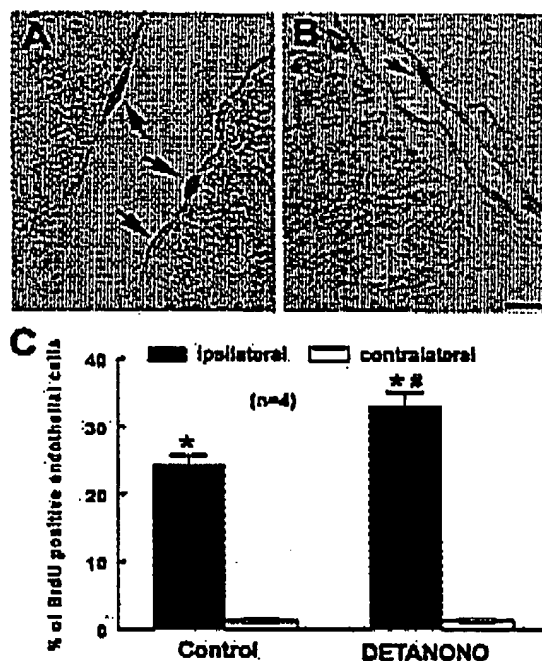 A B
C
% of BrdU positive endothelial cells
40
30
20
10
0
ipsilateral contralateral
(n=4)
*
* #
Control DETANONO